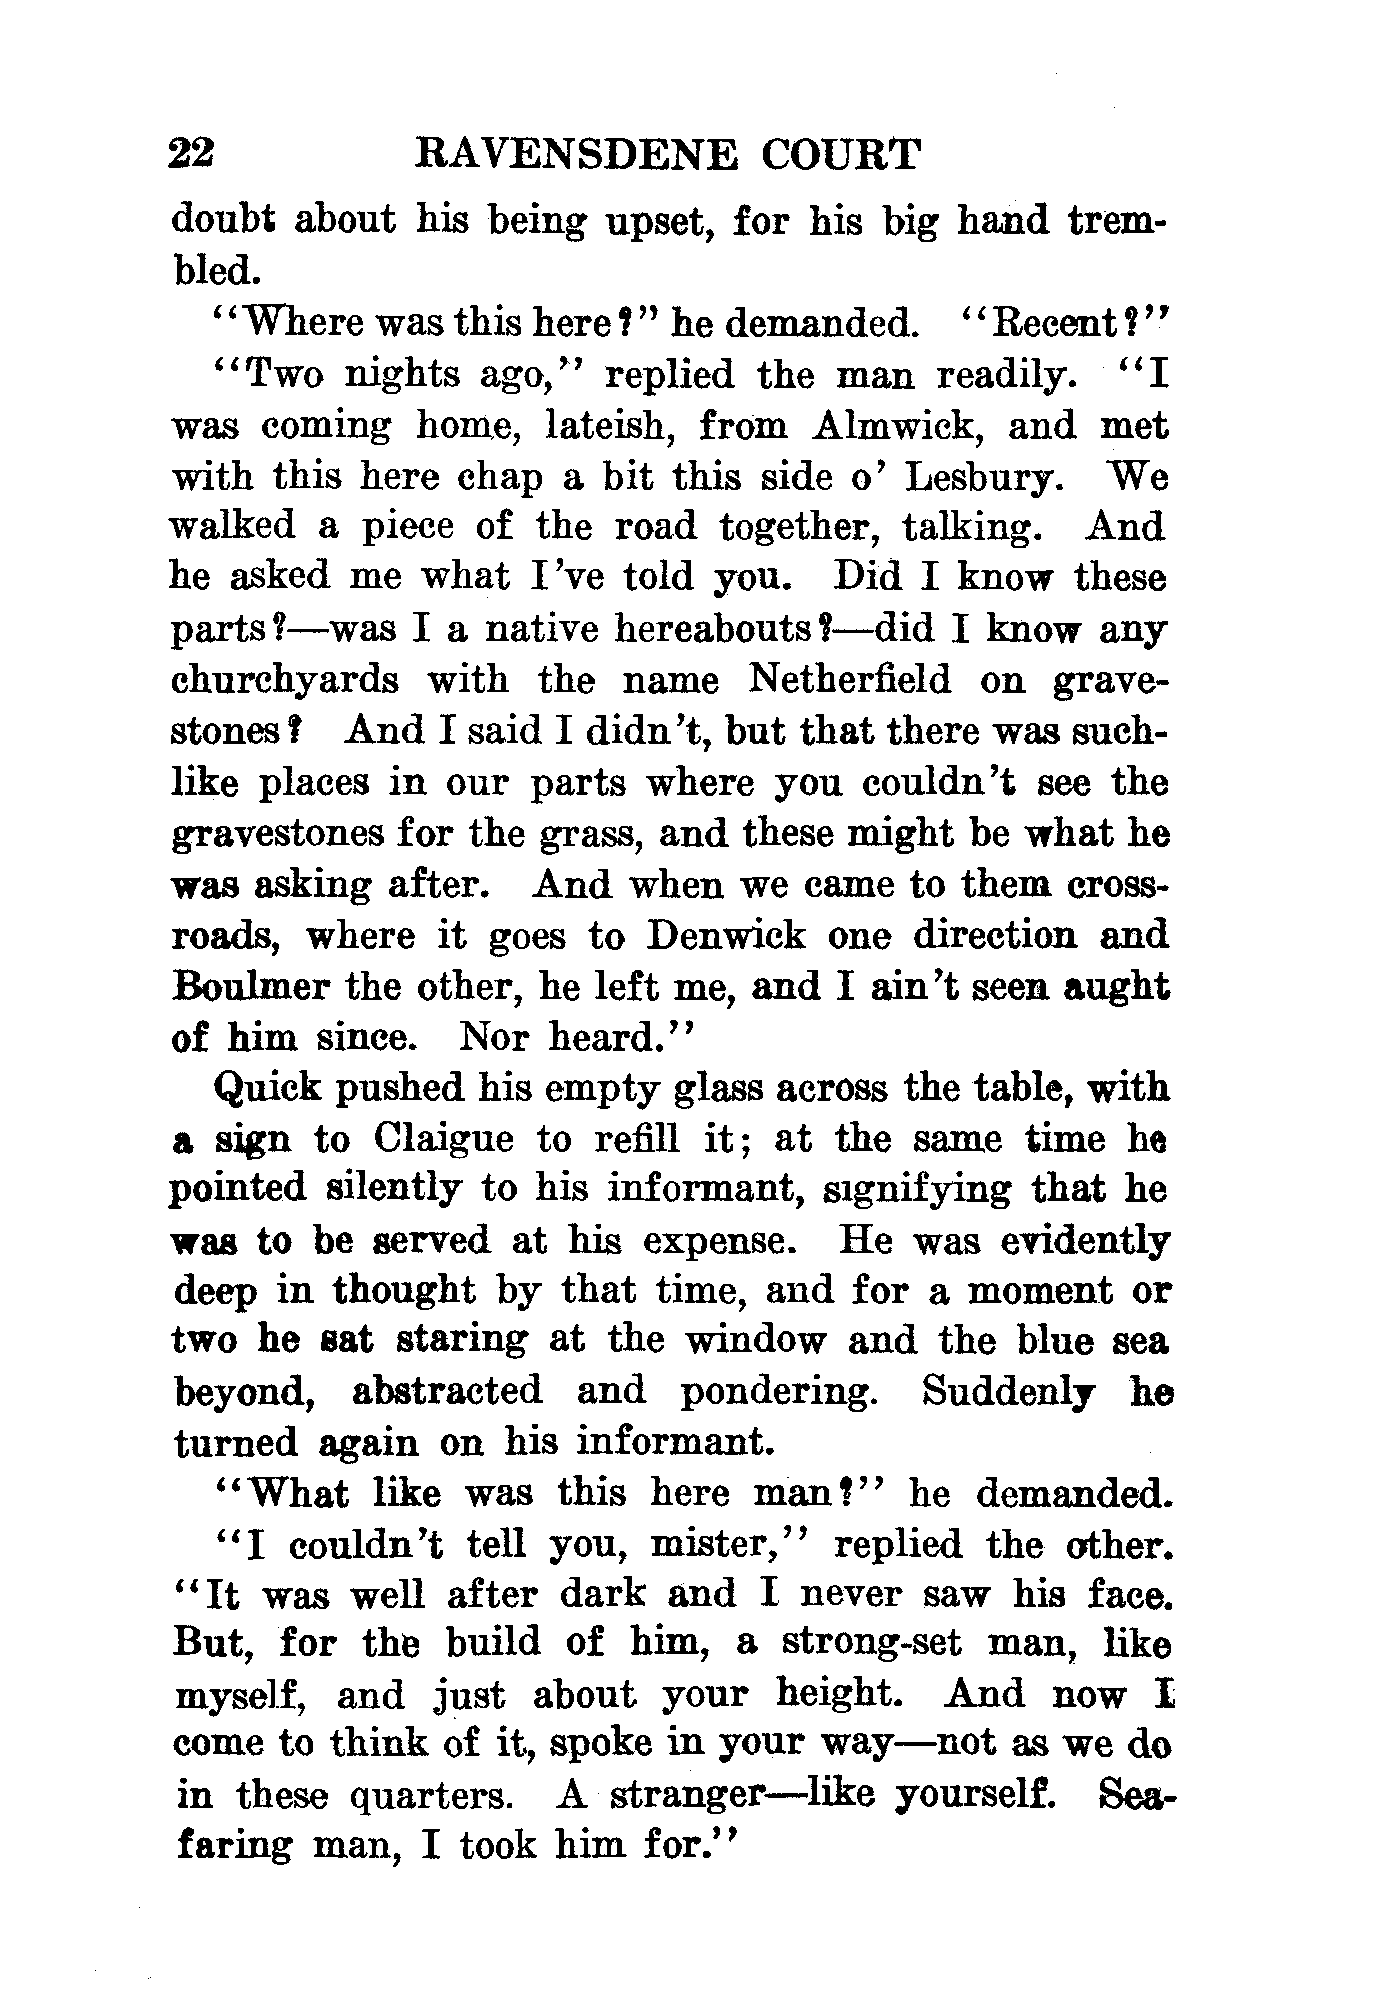 22 RAVENSDENE COURT
doubt about his being upset, for his big hand trem-
bled.
"Where was this here?" he demanded. "Recent?"
"Two nights ago," replied the man readily. "I
was coming home, lateish, from Almwick, and met
with this here chap a bit this side o' Lesbury. We
walked a piece of the road together, talking. And
he asked me what I've told you. Did I know these
parts?—was I a native hereabouts?—did I know any
churchyards with the name Netherfield on grave-
stones? And I said I didn't, but that there was such-
like places in our parts where you couldn't see the
gravestones for the grass, and these might be what he
was asking after. And when we came to them cross-
roads, where it goes to Denwick one direction and
Boulmer the other, he left me, and I ain't seen aught
of him since. Nor heard."
Quick pushed his empty glass across the table, with
a sign to Claigue to refill it; at the same time he
pointed silently to his informant, signifying that he
was to be served at his expense. He was evidently
deep in thought by that time, and for a moment or
two he sat staring at the window and the blue sea
beyond, abstracted and pondering. Suddenly he
turned again on his informant.
"What like was this here man?" he demanded.
"I couldn't tell you, mister," replied the other.
"It was well after dark and I never saw his face.
But, for the build of him, a strong-set man, like
myself, and just about your height. And now I
come to think of it, spoke in your way—not as we do
in these quarters. A stranger—like yourself. Sea-
faring man, I took him for."